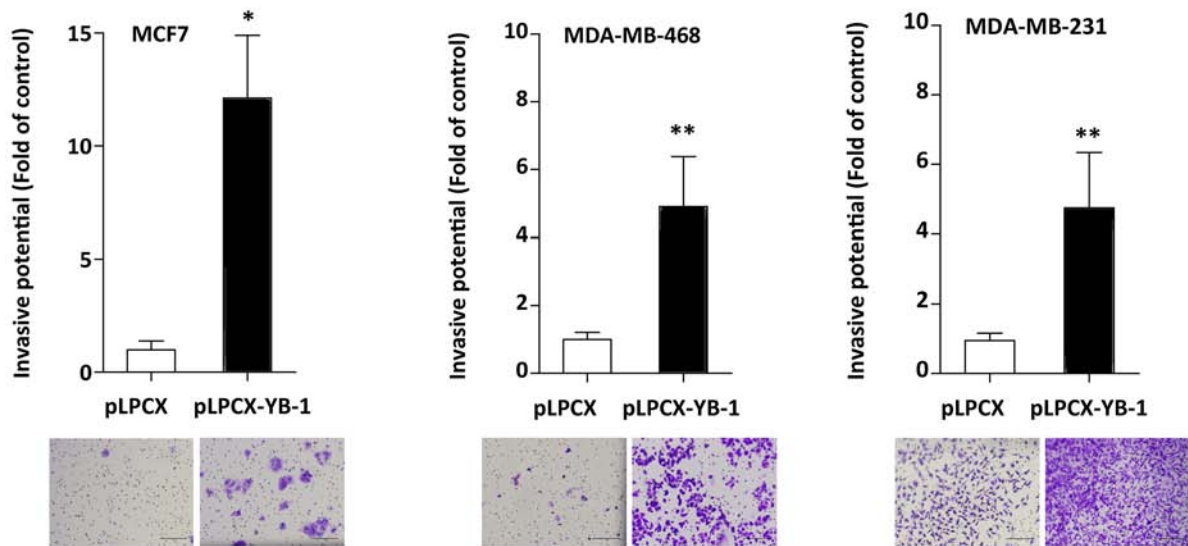 MCF7
*
Invasive potential (Fold of control)
15
10
5
0
pLPCX
pLPCX-YB-1
MDA-MB-468
**
Invasive potential (Fold of control)
10
8
6
4
2
0
pLPCX
pLPCX-YB-1
MDA-MB-231
**
Invasive potential (Fold of control)
10
8
6
4
2
0
pLPCX
pLPCX-YB-1